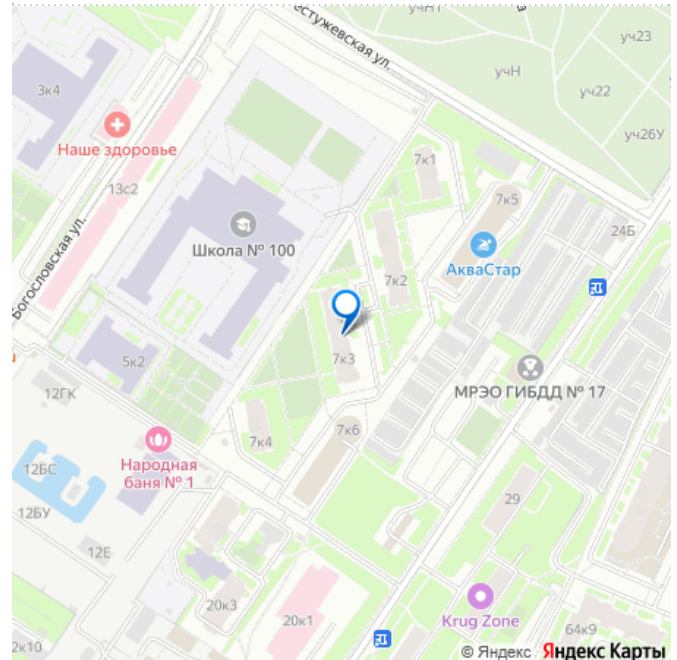 естужевская ул.
уч23
учН
уч22
уч26У
3к4
Наше здоровье
13с2
Богословская ул.
Школа № 100
7к1
7к5
24Б
АкваСтар
7к2
7к3
МРЭО ГИБДД № 17
5к2
12ГК
7к6
7к4
Народная
баня № 1
12БС
12БУ
12Е
29
20к3
20к1
Krug Zone
64к9
2к10
© Яндекс Яндекс Карты